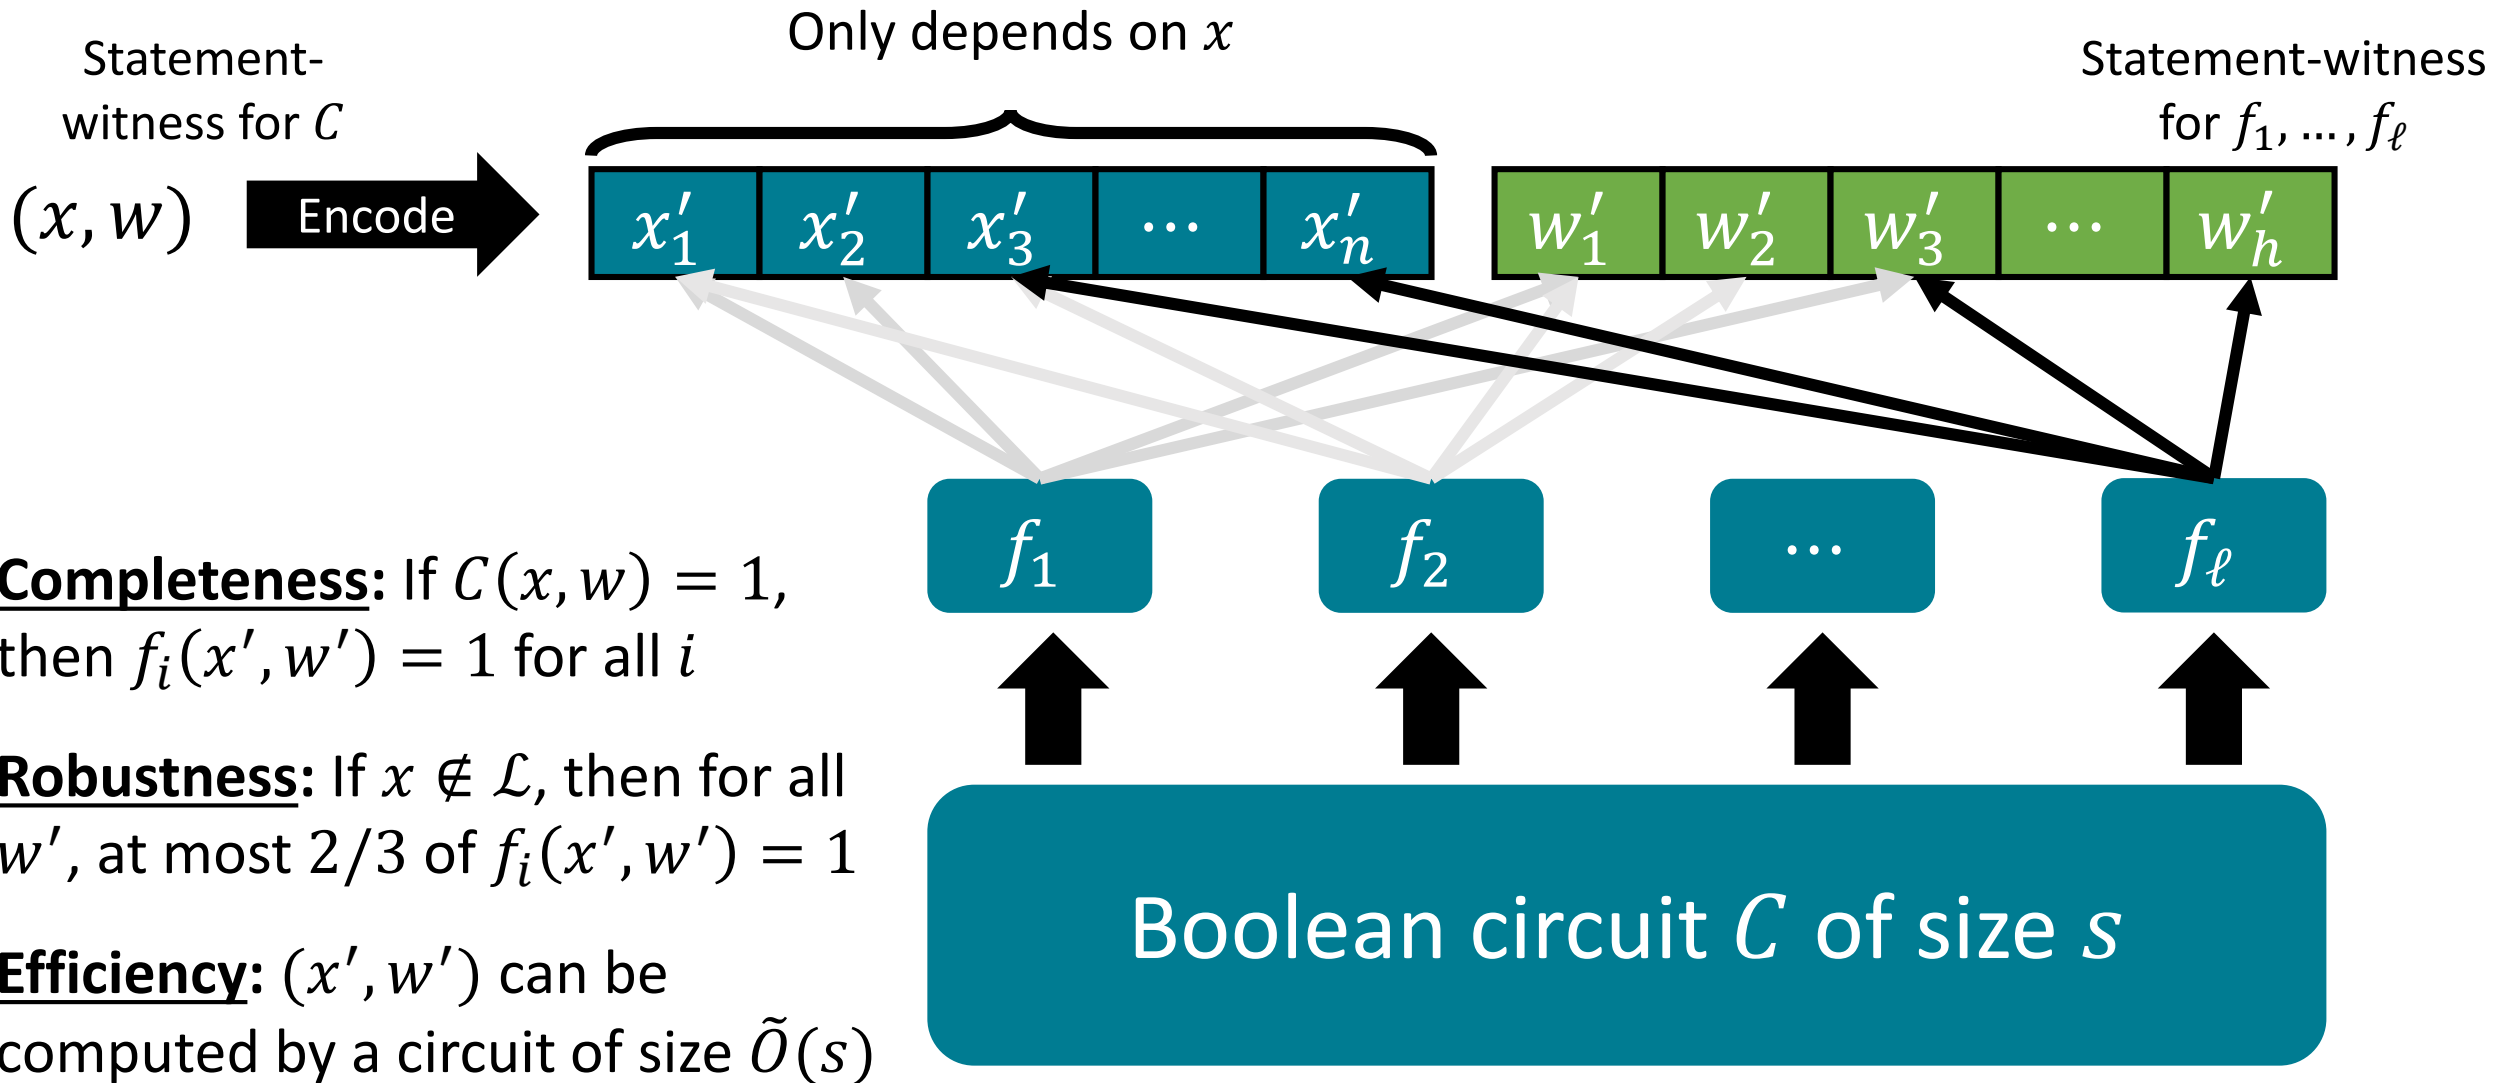 Statement-
witness for 𝐶
(𝑥, 𝑤)
Encode
Only depends on 𝑥
Statement-witness
for 𝑓₁, …, 𝑓ℓ
𝑥′₁ 𝑥′₂ 𝑥′₃ ⋯ 𝑥′ₙ
𝑤′₁ 𝑤′₂ 𝑤′₃ ⋯ 𝑤′ₕ
𝑓₁ 𝑓₂ ⋯ 𝑓ℓ
Completeness: If 𝐶(𝑥, 𝑤) = 1,
then 𝑓ᵢ(𝑥′, 𝑤′) = 1 for all 𝑖
Robustness: If 𝑥 ∉ ℒ, then for all
𝑤′, at most 2/3 of 𝑓ᵢ(𝑥′, 𝑤′) = 1
Efficiency: (𝑥′, 𝑤′) can be
computed by a circuit of size Õ(𝑠)
Boolean circuit 𝐶 of size 𝑠